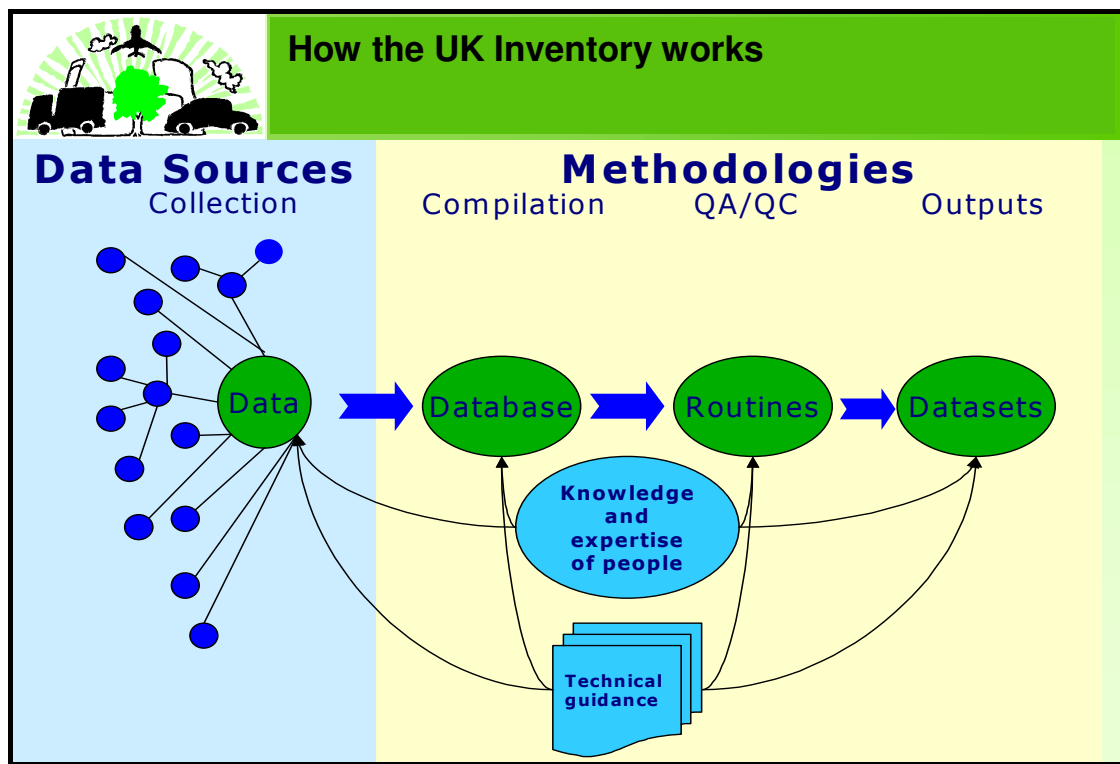 How the UK Inventory works
Data Sources
Methodologies
Collection
Compilation
QA/QC
Outputs
Data
Database
Routines
Datasets
Knowledge
and
expertise
of people
Technical
guidance